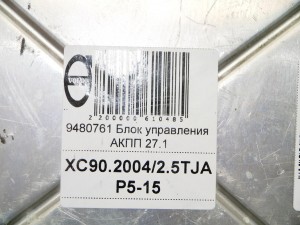 2200000610485
9480761 Блок управления
АКПП 27.1
XC90.2004/2.5TJA
P5-15